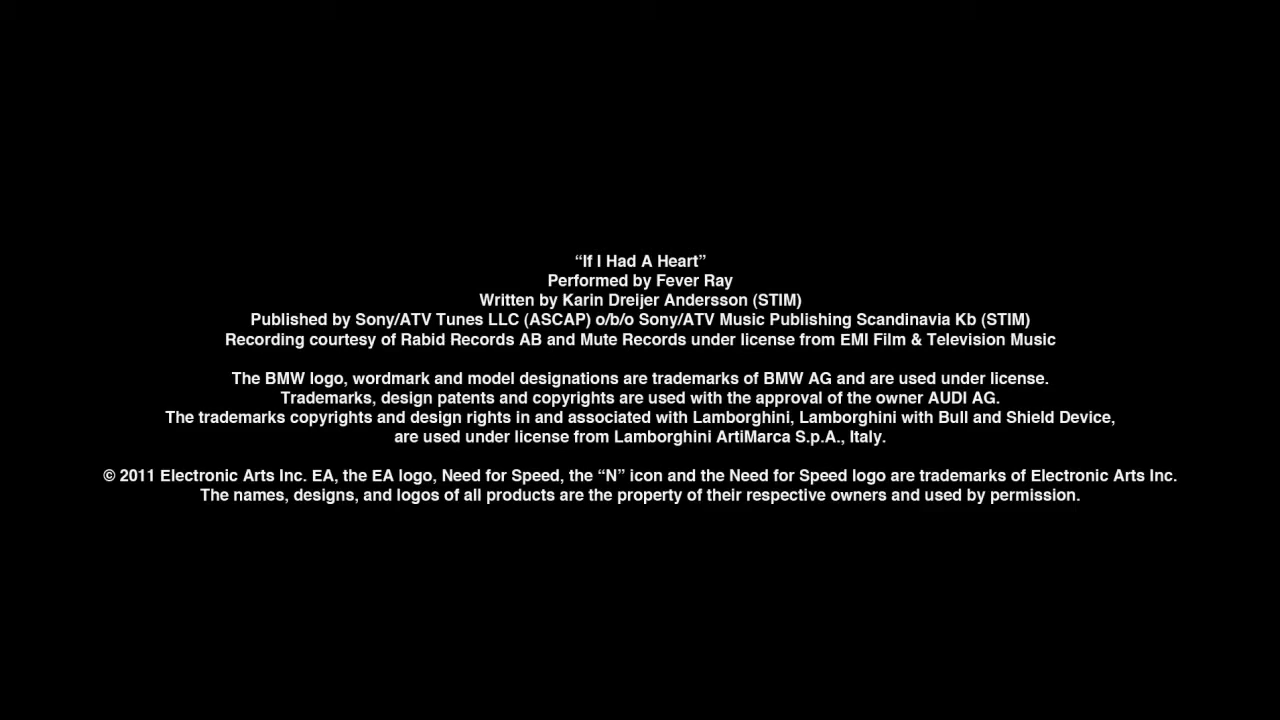 “If I Had A Heart”
Performed by Fever Ray
Written by Karin Dreijer Andersson (STIM)
Published by Sony/ATV Tunes LLC (ASCAP) o/b/o Sony/ATV Music Publishing Scandinavia Kb (STIM)
Recording courtesy of Rabid Records AB and Mute Records under license from EMI Film & Television Music
The BMW logo, wordmark and model designations are trademarks of BMW AG and are used under license.
Trademarks, design patents and copyrights are used with the approval of the owner AUDI AG.
The trademarks copyrights and design rights in and associated with Lamborghini, Lamborghini with Bull and Shield Device,
are used under license from Lamborghini ArtiMarca S.p.A., Italy.
© 2011 Electronic Arts Inc. EA, the EA logo, Need for Speed, the “N” icon and the Need for Speed logo are trademarks of Electronic Arts Inc.
The names, designs, and logos of all products are the property of their respective owners and used by permission.